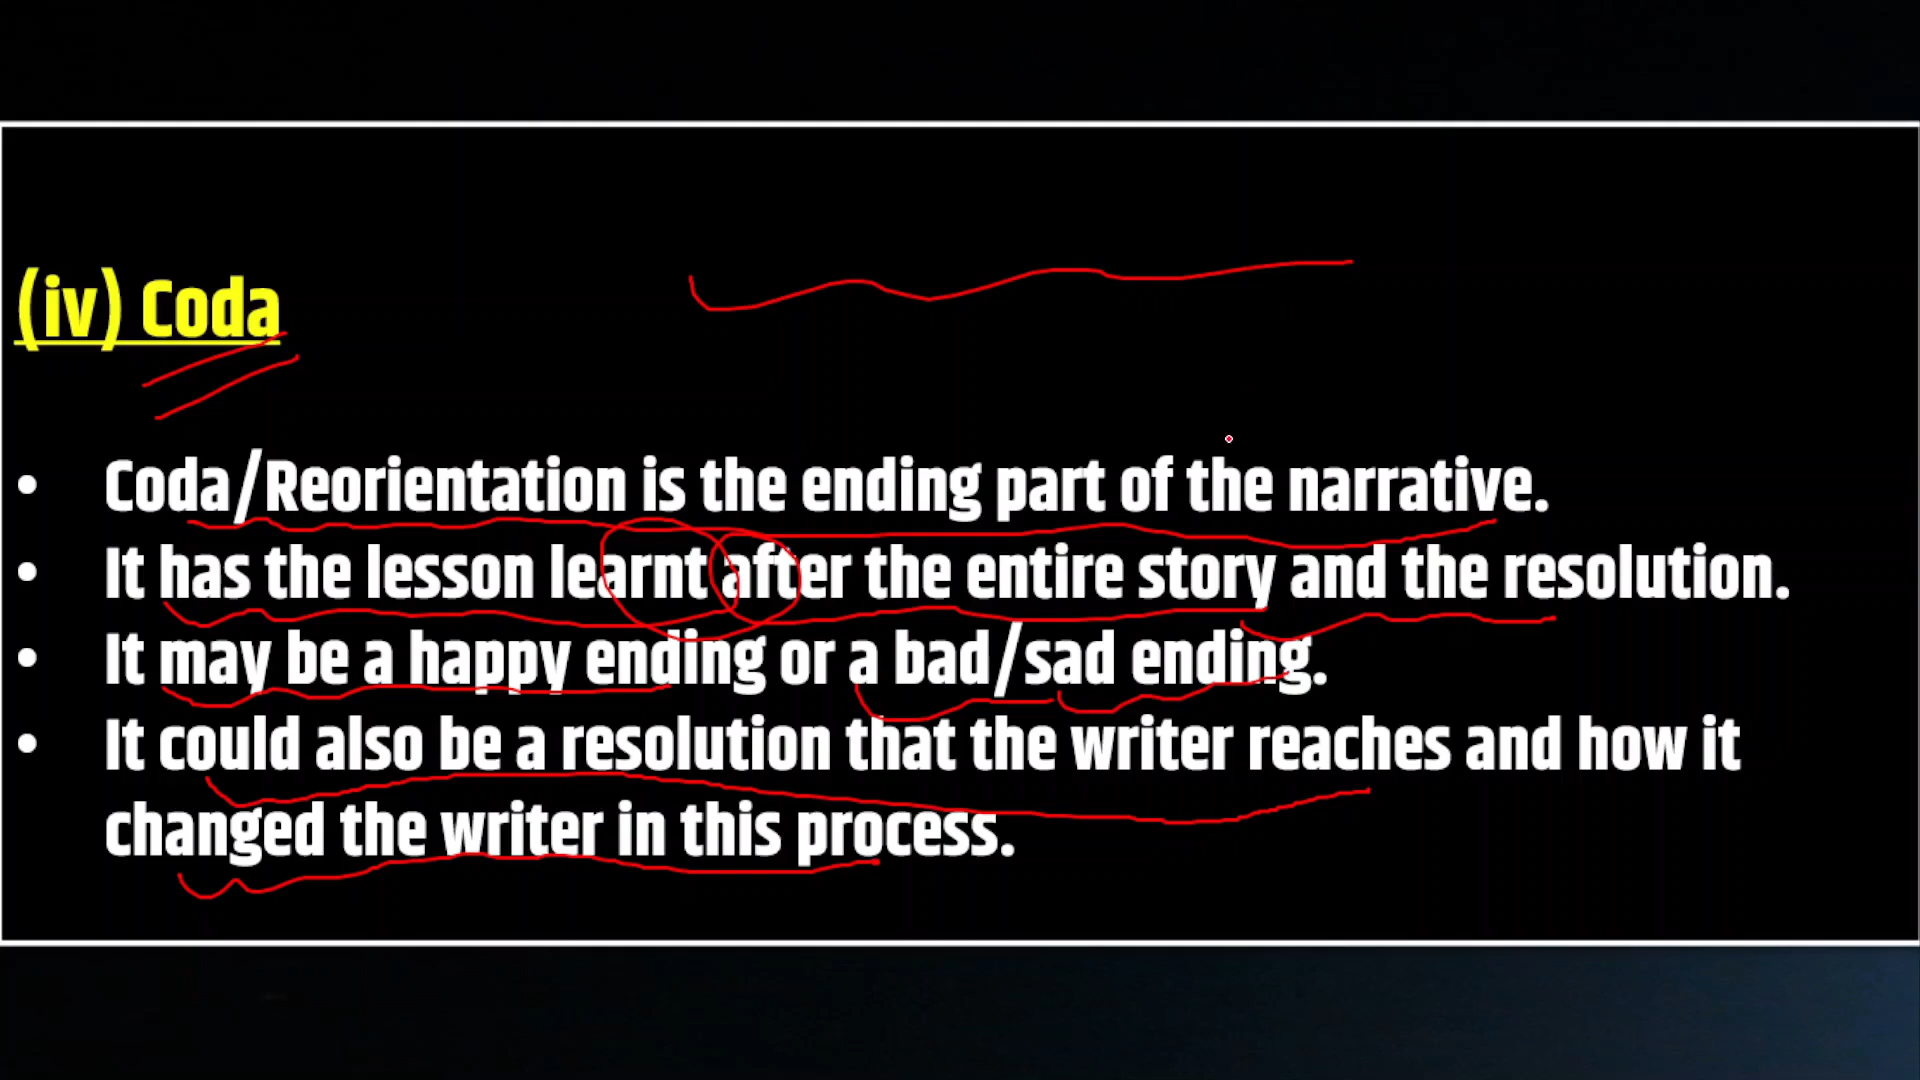 (iv) Coda
• Coda/Reorientation is the ending part of the narrative.
• It has the lesson learnt after the entire story and the resolution.
• It may be a happy ending or a bad/sad ending.
• It could also be a resolution that the writer reaches and how it
changed the writer in this process.